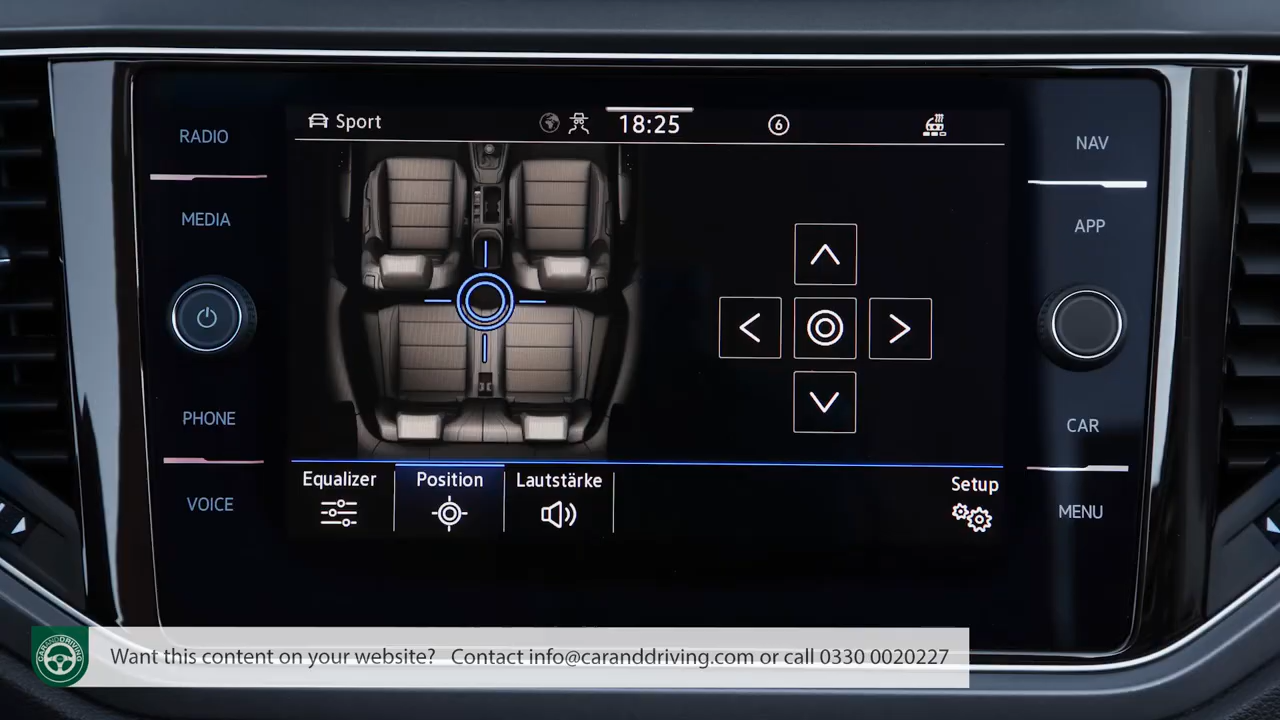 RADIO
MEDIA
PHONE
VOICE
Sport
18:25
6
Equalizer
Position
Lautstärke
Setup
NAV
APP
CAR
MENU
CARANDDRIVING
Want this content on your website? Contact info@caranddriving.com or call 0330 0020227